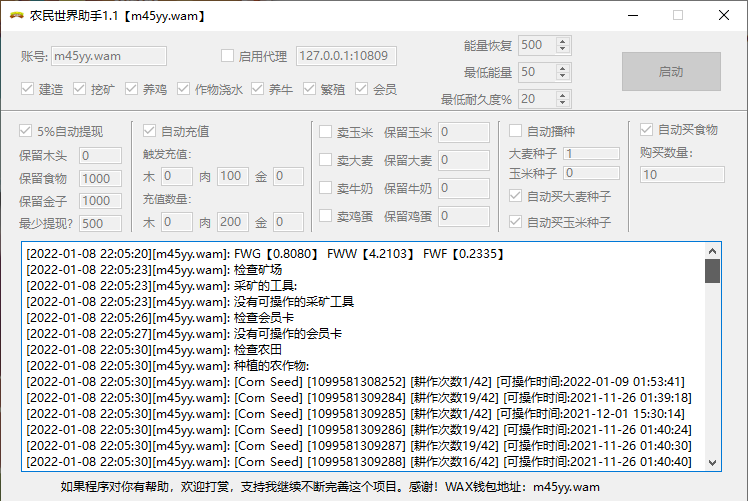 农民世界助手1.1【m45yy.wam】
账号: m45yy.wam 启用代理 127.0.0.1:10809 能量恢复 500 启动
最低能量 50
建造 挖矿 养鸡 作物浇水 养牛 繁殖 会员 最低耐久度% 20
5%自动提现 自动充值 卖玉米 保留玉米 0 自动播种 自动买食物
保留木头 0 触发充值: 卖大麦 保留大麦 0 大麦种子 1 购买数量:
保留食物 1000 木 0 肉 100 金 0 卖牛奶 保留牛奶 0 玉米种子 0 10
保留金子 1000 充值数量: 自动买大麦种子
最少提现? 500 木 0 肉 200 金 0 卖鸡蛋 保留鸡蛋 0 自动买玉米种子
[2022-01-08 22:05:20][m45yy.wam]: FWG【0.8080】 FWW【4.2103】 FWF【0.2335】
[2022-01-08 22:05:23][m45yy.wam]: 检查矿场
[2022-01-08 22:05:23][m45yy.wam]: 采矿的工具:
[2022-01-08 22:05:23][m45yy.wam]: 没有可操作的采矿工具
[2022-01-08 22:05:26][m45yy.wam]: 检查会员卡
[2022-01-08 22:05:27][m45yy.wam]: 没有可操作的会员卡
[2022-01-08 22:05:30][m45yy.wam]: 检查农田
[2022-01-08 22:05:30][m45yy.wam]: 种植的农作物:
[2022-01-08 22:05:30][m45yy.wam]: [Corn Seed] [1099581308252] [耕作次数1/42] [可操作时间:2022-01-09 01:53:41]
[2022-01-08 22:05:30][m45yy.wam]: [Corn Seed] [1099581309284] [耕作次数19/42] [可操作时间:2021-11-26 01:39:18]
[2022-01-08 22:05:30][m45yy.wam]: [Corn Seed] [1099581309285] [耕作次数1/42] [可操作时间:2021-12-01 15:30:14]
[2022-01-08 22:05:30][m45yy.wam]: [Corn Seed] [1099581309286] [耕作次数19/42] [可操作时间:2021-11-26 01:40:24]
[2022-01-08 22:05:30][m45yy.wam]: [Corn Seed] [1099581309287] [耕作次数19/42] [可操作时间:2021-11-26 01:40:30]
[2022-01-08 22:05:30][m45yy.wam]: [Corn Seed] [1099581309288] [耕作次数16/42] [可操作时间:2021-11-26 01:40:40]
如果程序对你有帮助，欢迎打赏，支持我继续不断完善这个项目。感谢！WAX钱包地址：m45yy.wam